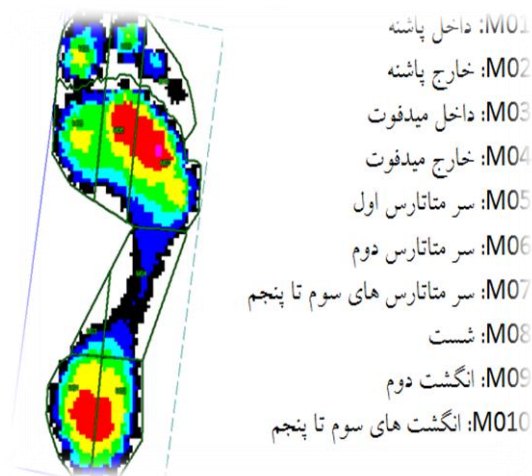 M01: داخل پاشنه
M02: خارج پاشنه
M03: داخل میدفوت
M04: خارج میدفوت
M05: سر متاتارس اول
M06: سر متاتارس دوم
M07: سر متاتارس های سوم تا پنجم
M08: شست
M09: انگشت دوم
M010: انگشت های سوم تا پنجم